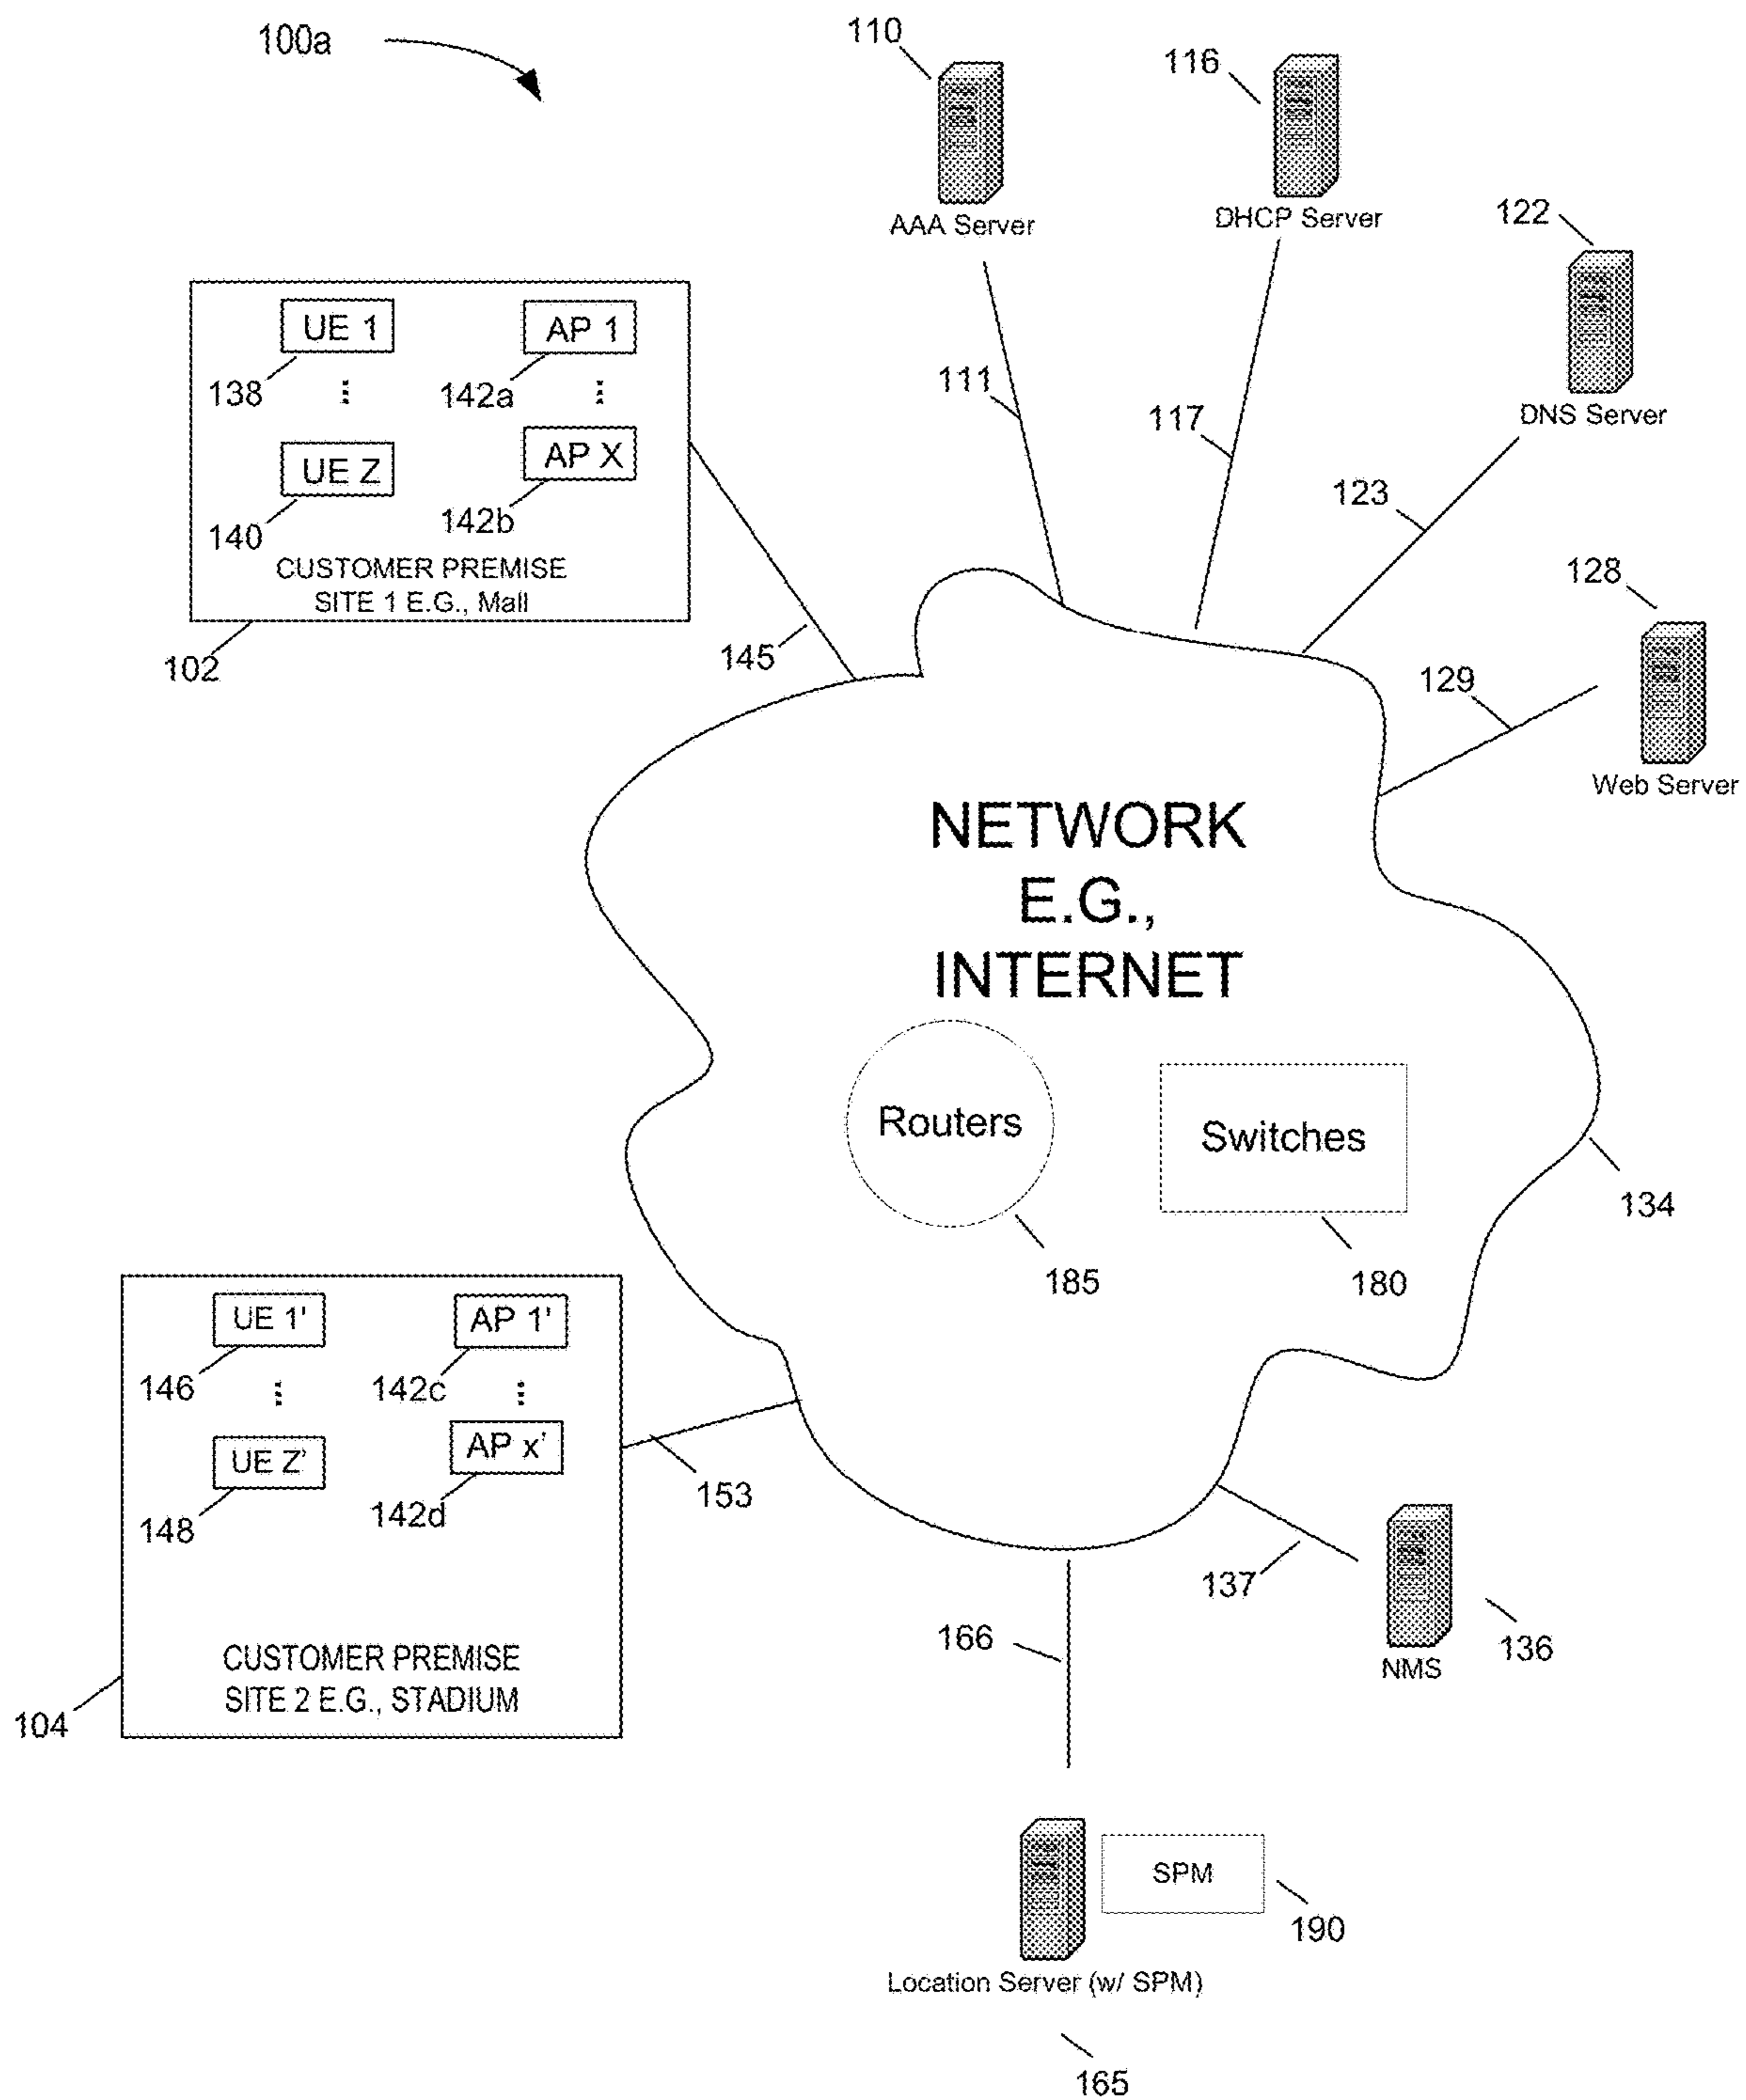 100a
110
AAA Server
116
DHCP Server
122
DNS Server
128
Web Server
111
117
123
129
UE 1
138
⋮
UE Z
140
AP 1
142a
⋮
AP X
142b
CUSTOMER PREMISE
SITE 1 E.G., Mall
102
145
NETWORK
E.G.,
INTERNET
Routers
185
Switches
180
134
UE 1'
146
⋮
UE Z'
148
AP 1'
142c
⋮
AP x'
142d
CUSTOMER PREMISE
SITE 2 E.G., STADIUM
104
153
137
NMS
136
166
SPM
190
Location Server (w/ SPM)
165